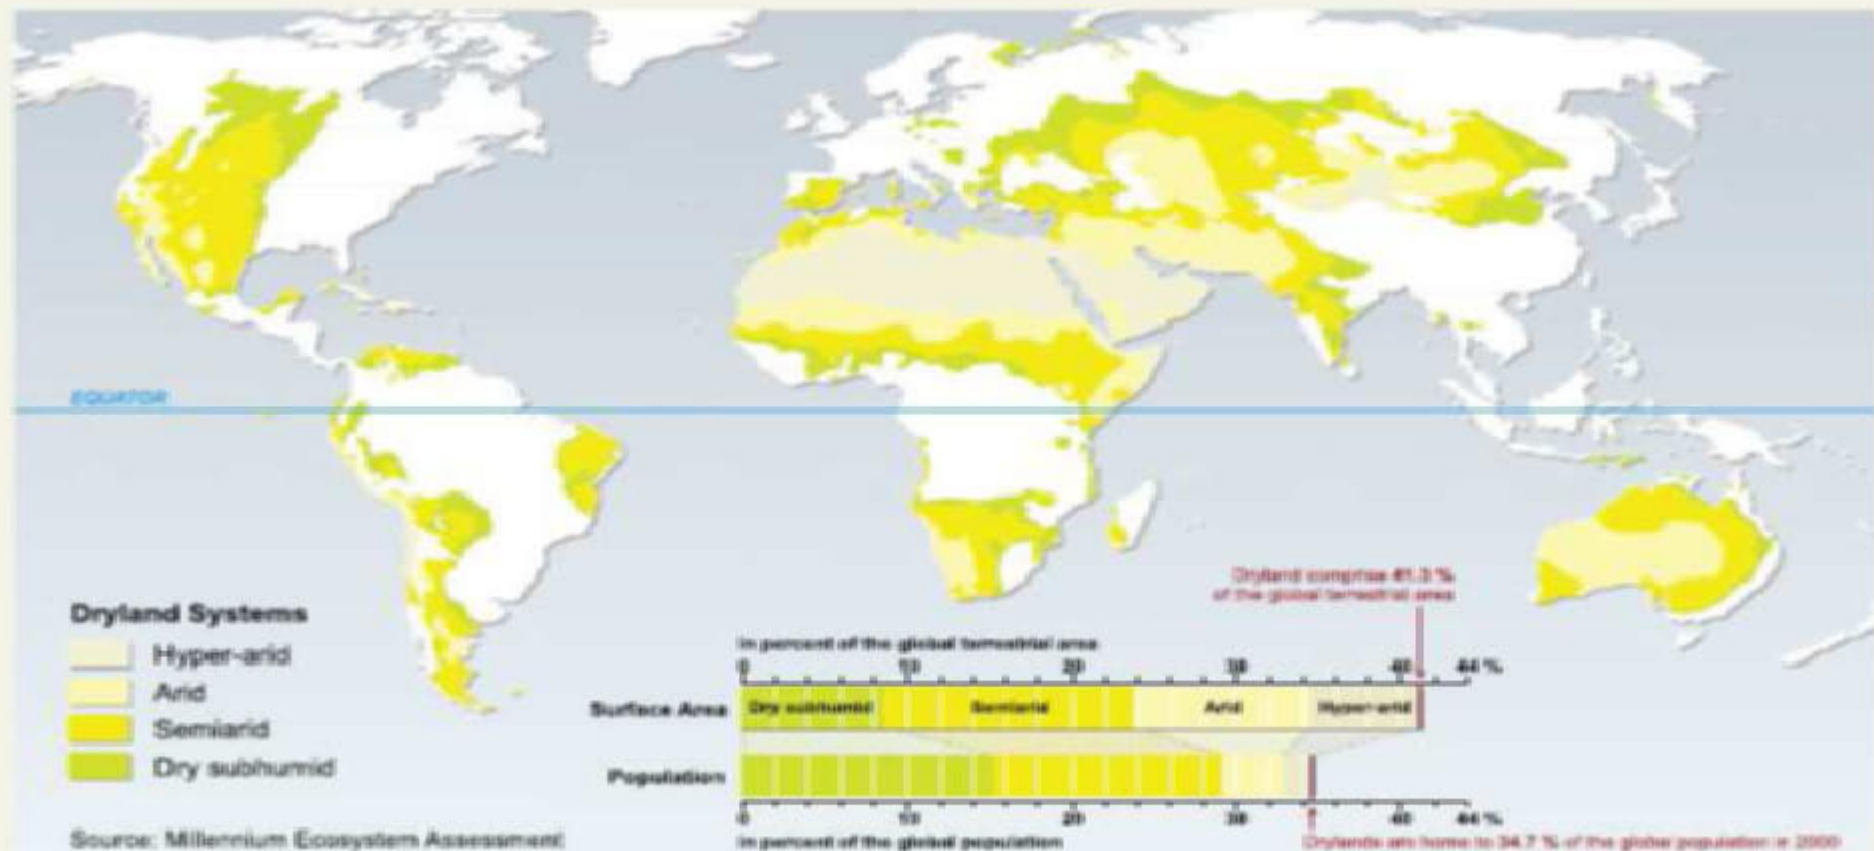 EQUATOR
Dryland Systems
Hyper-arid
Arid
Semiarid
Dry subhumid
Source: Millennium Ecosystem Assessment
Dryland comprise 41.3 %
of the global terrestrial area
in percent of the global terrestrial area
0 10 20 30 40 44 %
Surface Area
Dry subhumid Semiarid Arid Hyper-arid
Population
0 10 20 30 40 44 %
in percent of the global population
Drylands are home to 34.7 % of the global population in 2000